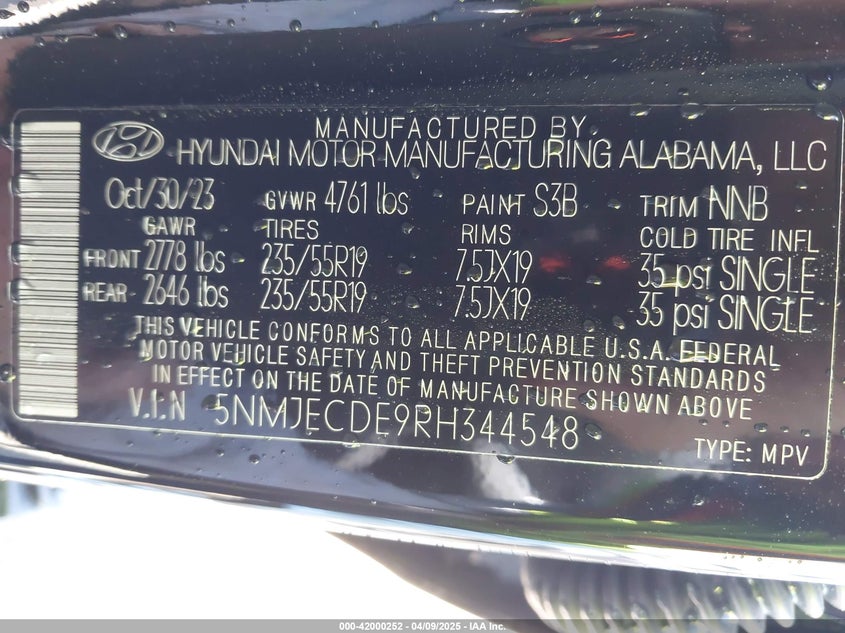 MANUFACTURED BY
HYUNDAI MOTOR MANUFACTURING ALABAMA, LLC
Oct/30/23 GVWR 4761 lbs PAINT S3B TRIM NNB
GAWR TIRES RIMS COLD TIRE INFL
FRONT 2778 lbs 235/55R19 7.5JX19 35 psi SINGLE
REAR 2646 lbs 235/55R19 7.5JX19 35 psi SINGLE
THIS VEHICLE CONFORMS TO ALL APPLICABLE U.S.A. FEDERAL
MOTOR VEHICLE SAFETY AND THEFT PREVENTION STANDARDS
IN EFFECT ON THE DATE OF MANUFACTURE SHOWN ABOVE
V.I.N 5NMJECDE9RH344548
TYPE: MPV
000-42000252 | 04/09/2025 - IAA Inc.